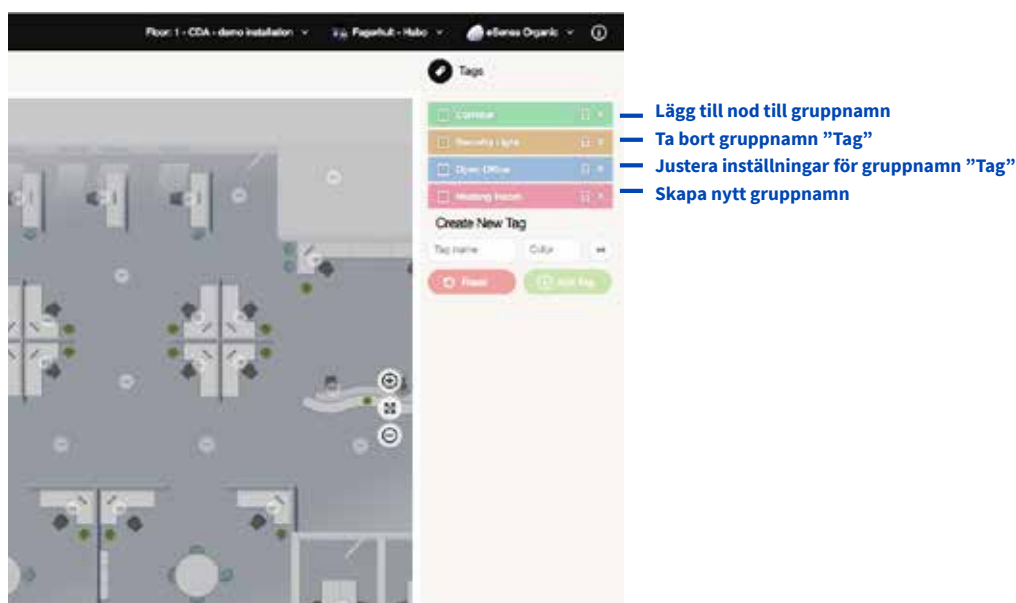 Floor: 1 - CDA - demo installation
Fagerhult - Habo
eSense Organic
Tags
Corridor
Security Light
Open Office
Meeting Room
Create New Tag
Tag name
Color
Reset
Add Tag
Lägg till nod till gruppnamn
Ta bort gruppnamn ”Tag”
Justera inställningar för gruppnamn ”Tag”
Skapa nytt gruppnamn